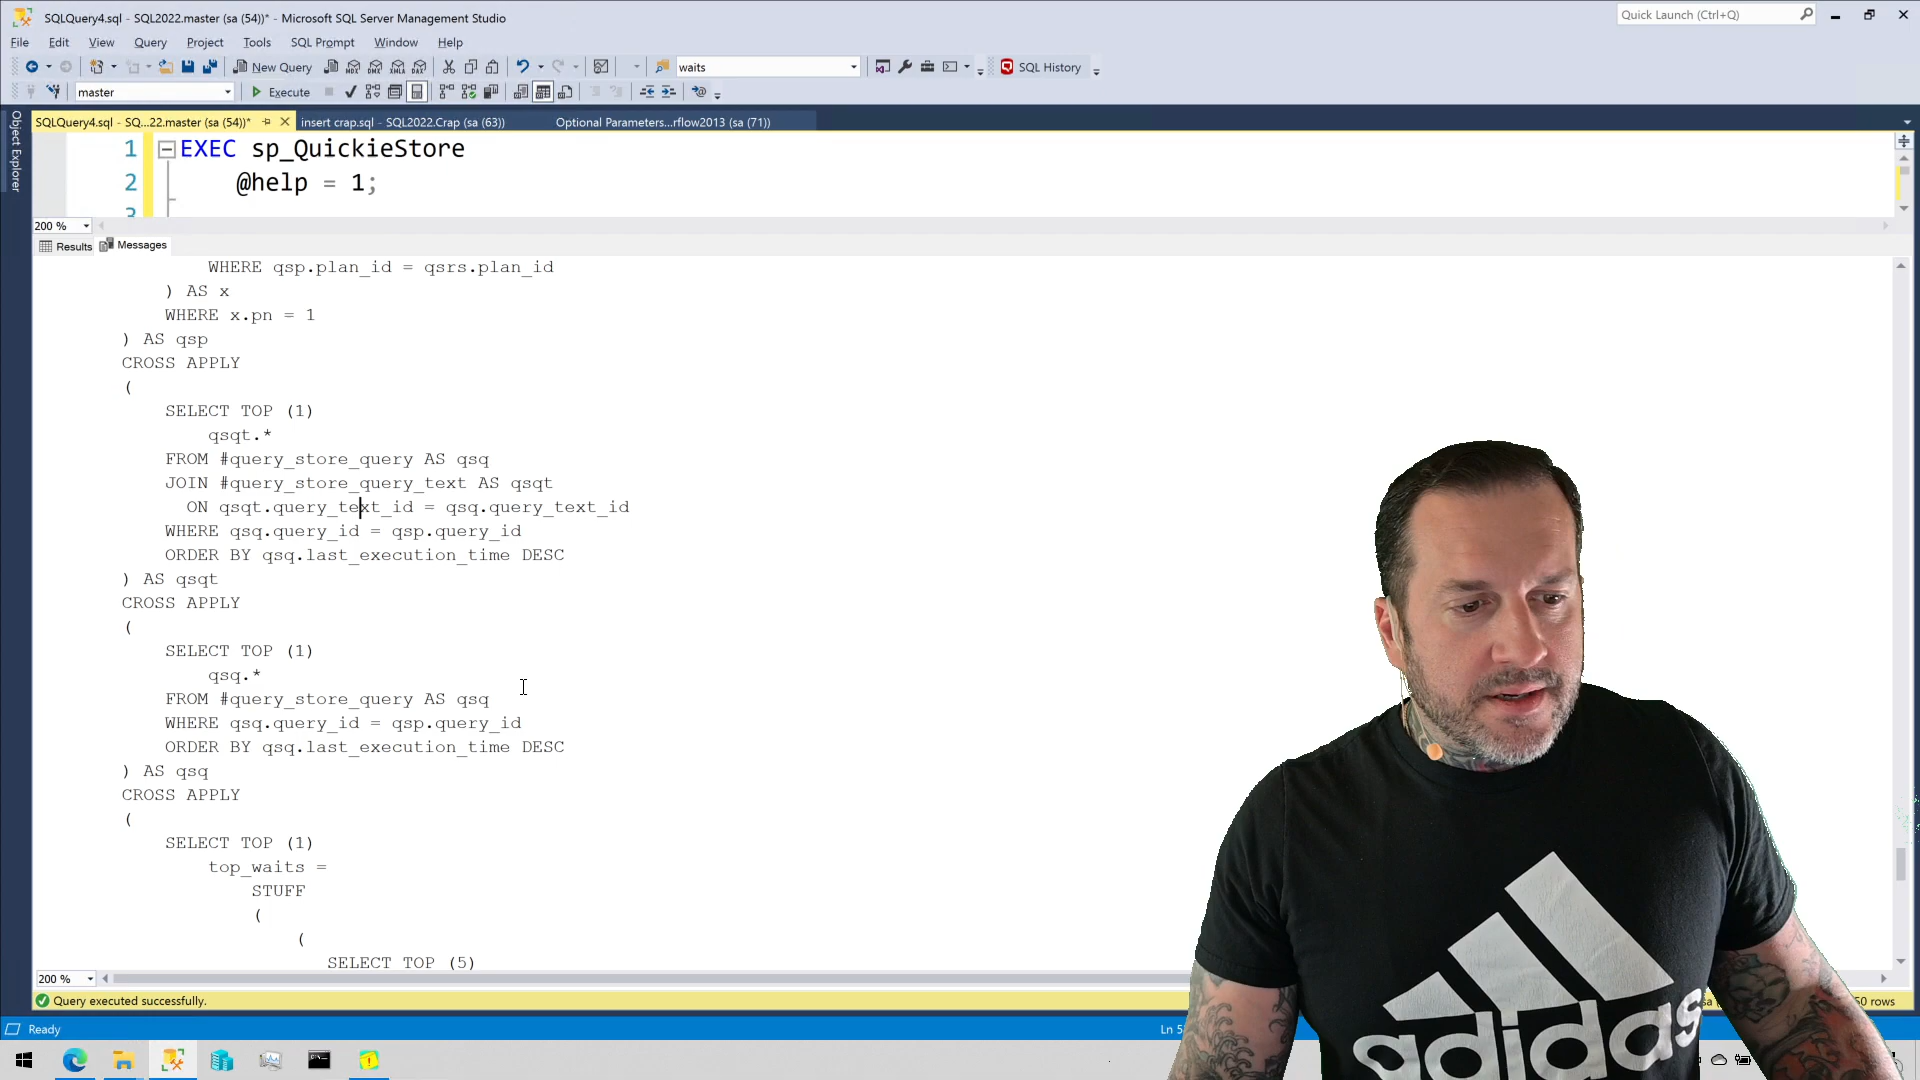 SQLQuery4.sql - SQL2022.master (sa (54))* - Microsoft SQL Server Management Studio
Quick Launch (Ctrl+Q)
File Edit View Query Project Tools SQL Prompt Window Help
New Query
waits
SQL History
master
Execute
SQLQuery4.sql - SQ...22.master (sa (54))*
insert crap.sql - SQL2022.Crap (sa (63))
Optional Parameters...rflow2013 (sa (71))
Object Explorer
1 EXEC sp_QuickieStore
2 @help = 1;
3
200 %
Results Messages
WHERE qsp.plan_id = qsrs.plan_id
) AS x
WHERE x.pn = 1
) AS qsp
CROSS APPLY
(
SELECT TOP (1)
qsqt.*
FROM #query_store_query AS qsq
JOIN #query_store_query_text AS qsqt
ON qsqt.query_text_id = qsq.query_text_id
WHERE qsq.query_id = qsp.query_id
ORDER BY qsq.last_execution_time DESC
) AS qsqt
CROSS APPLY
(
SELECT TOP (1)
qsq.*
FROM #query_store_query AS qsq
WHERE qsq.query_id = qsp.query_id
ORDER BY qsq.last_execution_time DESC
) AS qsq
CROSS APPLY
(
SELECT TOP (1)
top_waits =
STUFF
(
(
SELECT TOP (5)
200 %
Query executed successfully.
rows
Ready
Ln
adidas